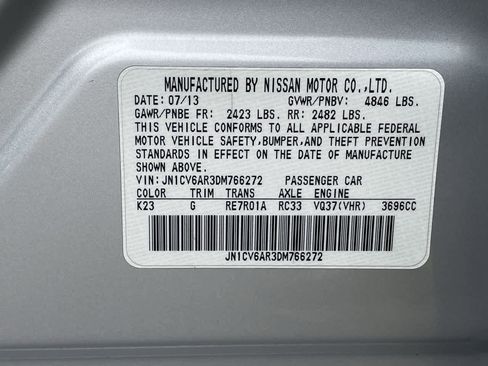 MANUFACTURED BY NISSAN MOTOR CO.,LTD.
DATE: 07/13 GVWR/PNBV: 4846 LBS.
GAWR/PNBE FR: 2423 LBS. RR: 2482 LBS.
THIS VEHICLE CONFORMS TO ALL APPLICABLE FEDERAL
MOTOR VEHICLE SAFETY,BUMPER,AND THEFT PREVENTION
STANDARDS IN EFFECT ON THE DATE OF MANUFACTURE
SHOWN ABOVE.
VIN: JN1CV6AR3DM766272 PASSENGER CAR
COLOR TRIM TRANS AXLE ENGINE
K23 G RE7R01A RC33 VQ37(VHR) 3696CC
JN1CV6AR3DM766272